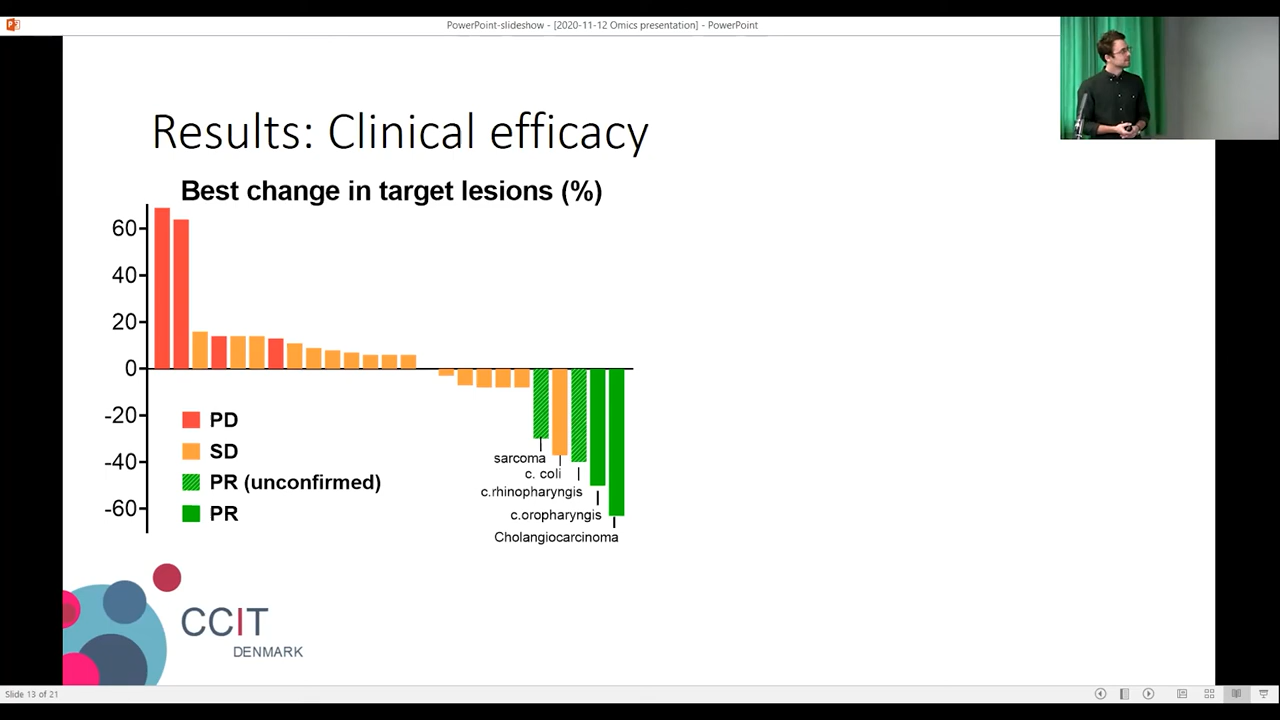 PowerPoint-slideshow - [2020-11-12 Omics presentation] - PowerPoint
Results: Clinical efficacy
Best change in target lesions (%)
60
40
20
0
-20
-40
-60
PD
SD
PR (unconfirmed)
PR
sarcoma
c. coli
c.rhinopharyngis
c.oropharyngis
Cholangiocarcinoma
CCIT
DENMARK
Slide 13 of 21